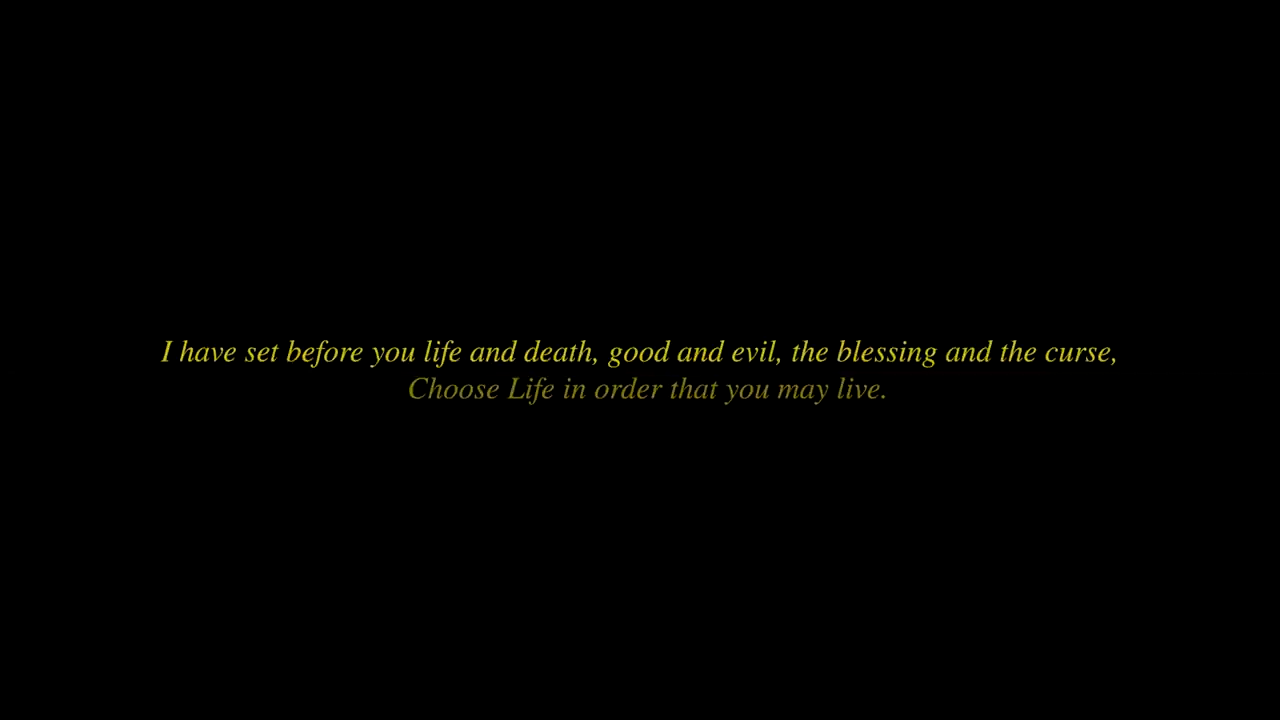 I have set before you life and death, good and evil, the blessing and the curse,
Choose Life in order that you may live.